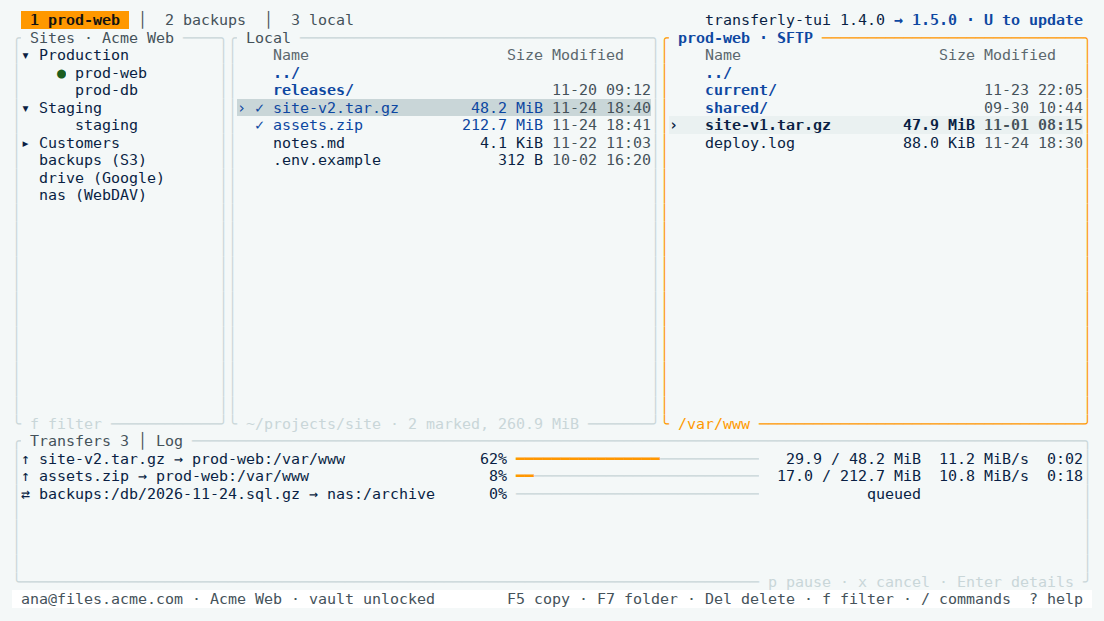 1 prod-web │ 2 backups │ 3 local transferly-tui 1.4.0 → 1.5.0 · U to update
Sites · Acme Web
▾ Production
● prod-web
prod-db
▾ Staging
staging
▸ Customers
backups (S3)
drive (Google)
nas (WebDAV)
f filter
Local
Name Size Modified
../
releases/ 11-20 09:12
› ✓ site-v2.tar.gz 48.2 MiB 11-24 18:40
✓ assets.zip 212.7 MiB 11-24 18:41
notes.md 4.1 KiB 11-22 11:03
.env.example 312 B 10-02 16:20
~/projects/site · 2 marked, 260.9 MiB
prod-web · SFTP
Name Size Modified
../
current/ 11-23 22:05
shared/ 09-30 10:44
› site-v1.tar.gz 47.9 MiB 11-01 08:15
deploy.log 88.0 KiB 11-24 18:30
/var/www
Transfers 3 │ Log
↑ site-v2.tar.gz → prod-web:/var/www 62% 29.9 / 48.2 MiB 11.2 MiB/s 0:02
↑ assets.zip → prod-web:/var/www 8% 17.0 / 212.7 MiB 10.8 MiB/s 0:18
⇄ backups:/db/2026-11-24.sql.gz → nas:/archive 0% queued
p pause · x cancel · Enter details
ana@files.acme.com · Acme Web · vault unlocked F5 copy · F7 folder · Del delete · f filter · / commands ? help